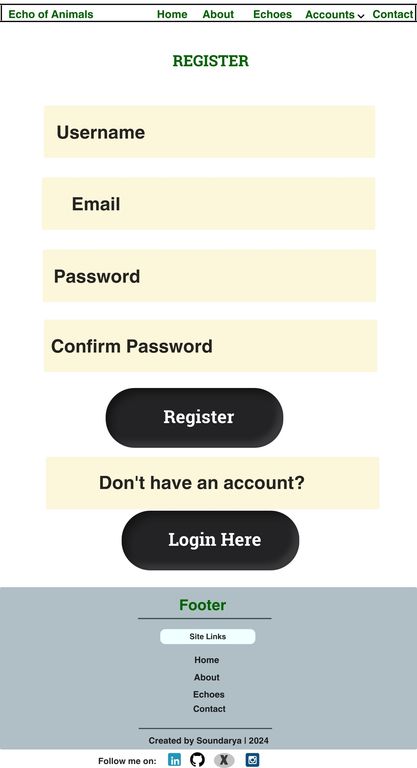 Echo of Animals Home About Echoes Accounts Contact
REGISTER
Username
Email
Password
Confirm Password
Register
Don't have an account?
Login Here
Footer
Site Links
Home
About
Echoes
Contact
Created by Soundarya | 2024
Follow me on: